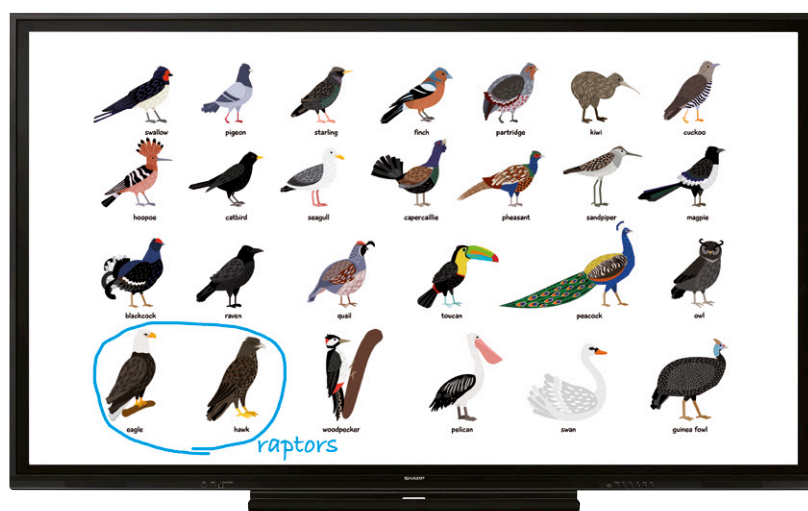 swallow pigeon starling finch partridge kiwi cuckoo
hoopoe catbird seagull capercaillie pheasant sandpiper magpie
blackcock raven quail toucan peacock owl
eagle hawk woodpecker pelican swan guinea fowl
raptors
SHARP